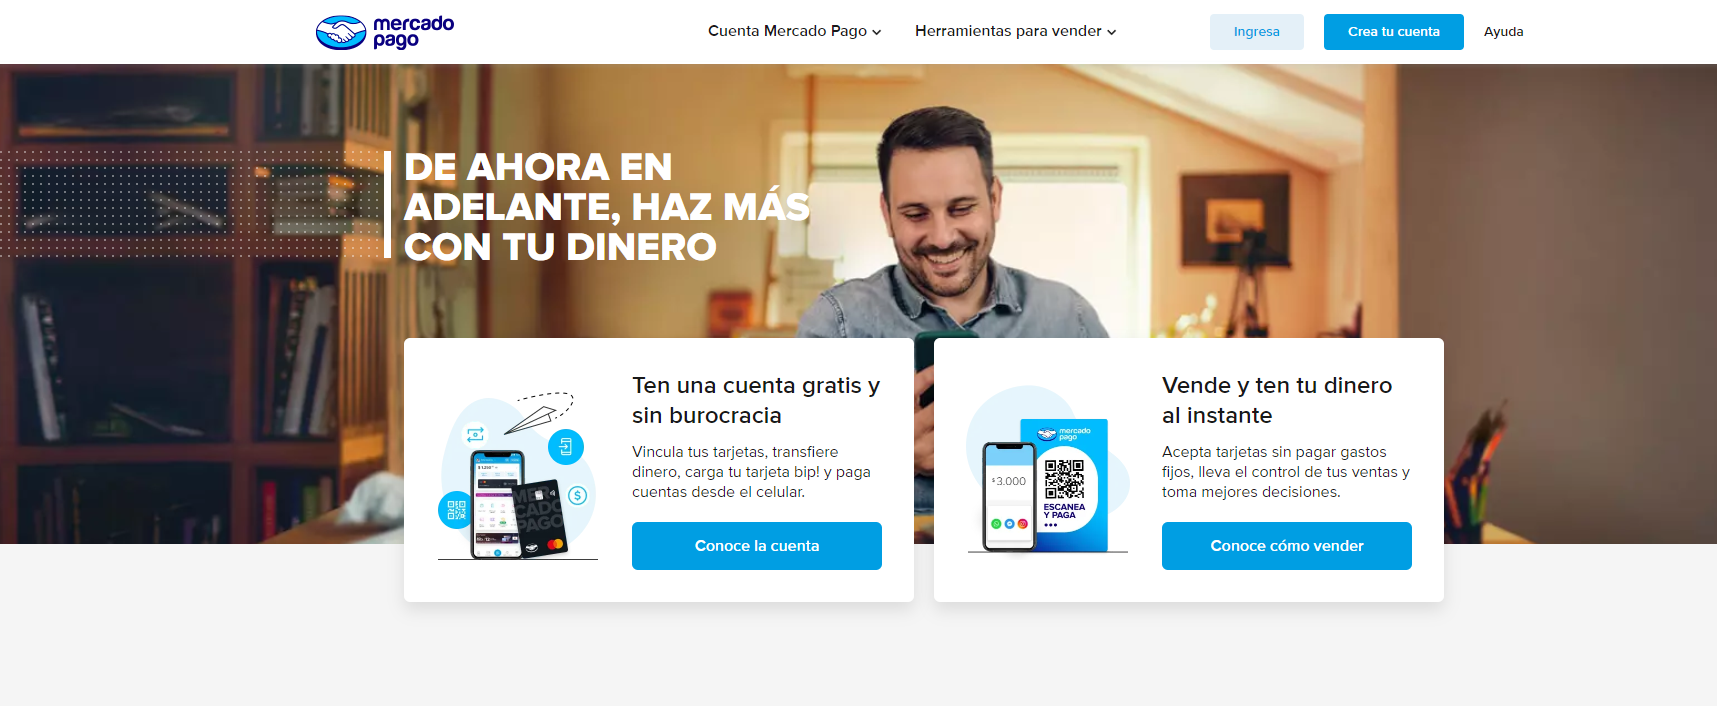 mercado
pago
Cuenta Mercado Pago
Herramientas para vender
Ingresa
Crea tu cuenta
Ayuda
DE AHORA EN
ADELANTE, HAZ MÁS
CON TU DINERO
Ten una cuenta gratis y
sin burocracia
Vincula tus tarjetas, transfiere
dinero, carga tu tarjeta bip! y paga
cuentas desde el celular.
Conoce la cuenta
MER
CADO
PAGO
Vende y ten tu dinero
al instante
Acepta tarjetas sin pagar gastos
fijos, lleva el control de tus ventas y
toma mejores decisiones.
Conoce cómo vender
mercado
pago
$3.000
ESCANEA
Y PAGA